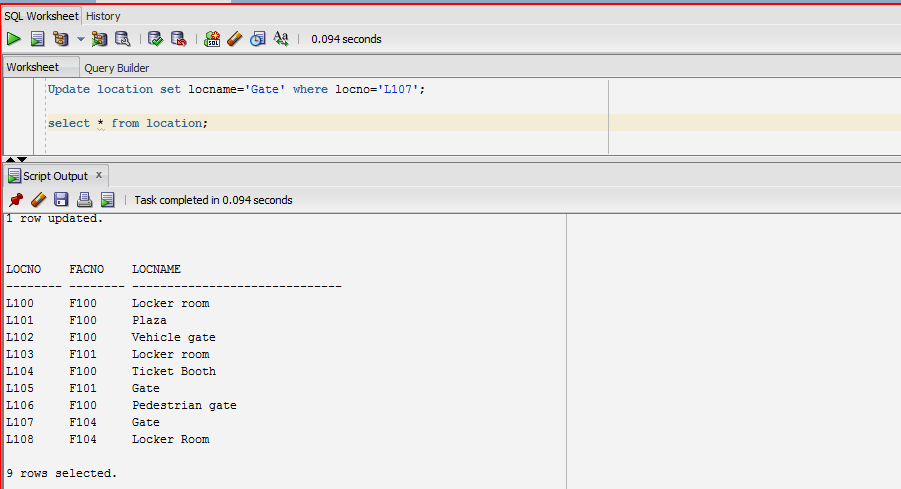 SQL Worksheet History
0.094 seconds
Worksheet Query Builder
Update location set locname='Gate' where locno='L107';
select * from location;
Script Output x
Task completed in 0.094 seconds
1 row updated.
LOCNO FACNO LOCNAME
-------- -------- ------------------------------
L100 F100 Locker room
L101 F100 Plaza
L102 F100 Vehicle gate
L103 F101 Locker room
L104 F100 Ticket Booth
L105 F101 Gate
L106 F100 Pedestrian gate
L107 F104 Gate
L108 F104 Locker Room
9 rows selected.